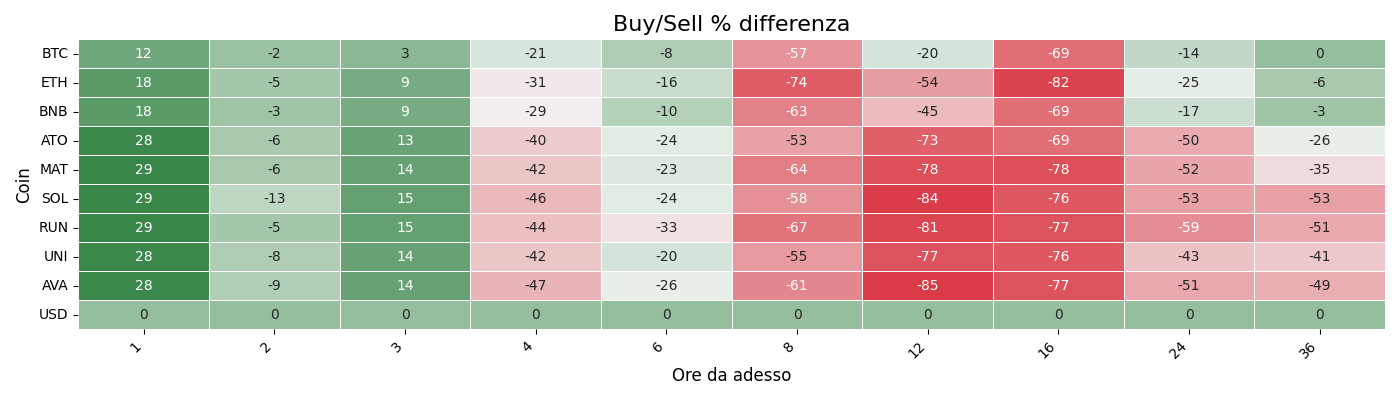 Buy/Sell % differenza
Coin
BTC 12 -2 3 -21 -8 -57 -20 -69 -14 0
ETH 18 -5 9 -31 -16 -74 -54 -82 -25 -6
BNB 18 -3 9 -29 -10 -63 -45 -69 -17 -3
ATO 28 -6 13 -40 -24 -53 -73 -69 -50 -26
MAT 29 -6 14 -42 -23 -64 -78 -78 -52 -35
SOL 29 -13 15 -46 -24 -58 -84 -76 -53 -53
RUN 29 -5 15 -44 -33 -67 -81 -77 -59 -51
UNI 28 -8 14 -42 -20 -55 -77 -76 -43 -41
AVA 28 -9 14 -47 -26 -61 -85 -77 -51 -49
USD 0 0 0 0 0 0 0 0 0 0
1 2 3 4 6 8 12 16 24 36
Ore da adesso